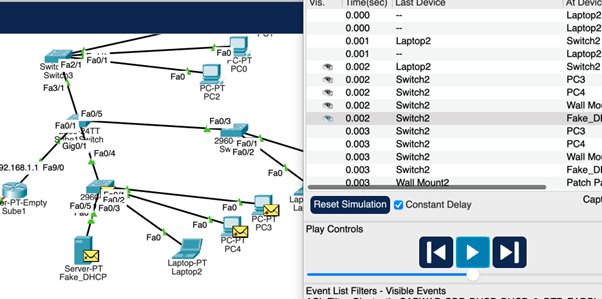 Vis. Time(sec) Last Device At Device
0.000 -- Laptop2
0.000 -- Laptop2
0.001 Laptop2 Switch2
0.001 -- Laptop2
0.002 Laptop2 Switch2
0.002 Switch2 PC3
0.002 Switch2 PC4
0.002 Switch2 Wall Mou
0.002 Switch2 Fake_DH
0.003 Switch2 PC3
0.003 Switch2 PC4
0.003 Switch2 Wall Mou
0.003 Switch2 Fake_D
0.003 Wall Mount2 Patch Pa
Reset Simulation Constant Delay Capt
Play Controls
Event List Filters - Visible Events
Fa2/1
Fa0/1
Fa0
PC0
Fa3/1
Fa0
PC-PT
PC2
Fa0/5
Fa0/1
Gig0/1
Fa0/3
2960
Fa0/1
Fa0/2
Fa0/4
92.168.1.1 Fa9/0
er-PT-Empty
Sube1
Fa0/2
Fa0/5
Fa0/3
Fa0
PC-PT
PC3
Fa0
PC-PT
PC4
Fa0
Server-PT
Fake_DHCP
Fa0
Laptop-PT
Laptop2